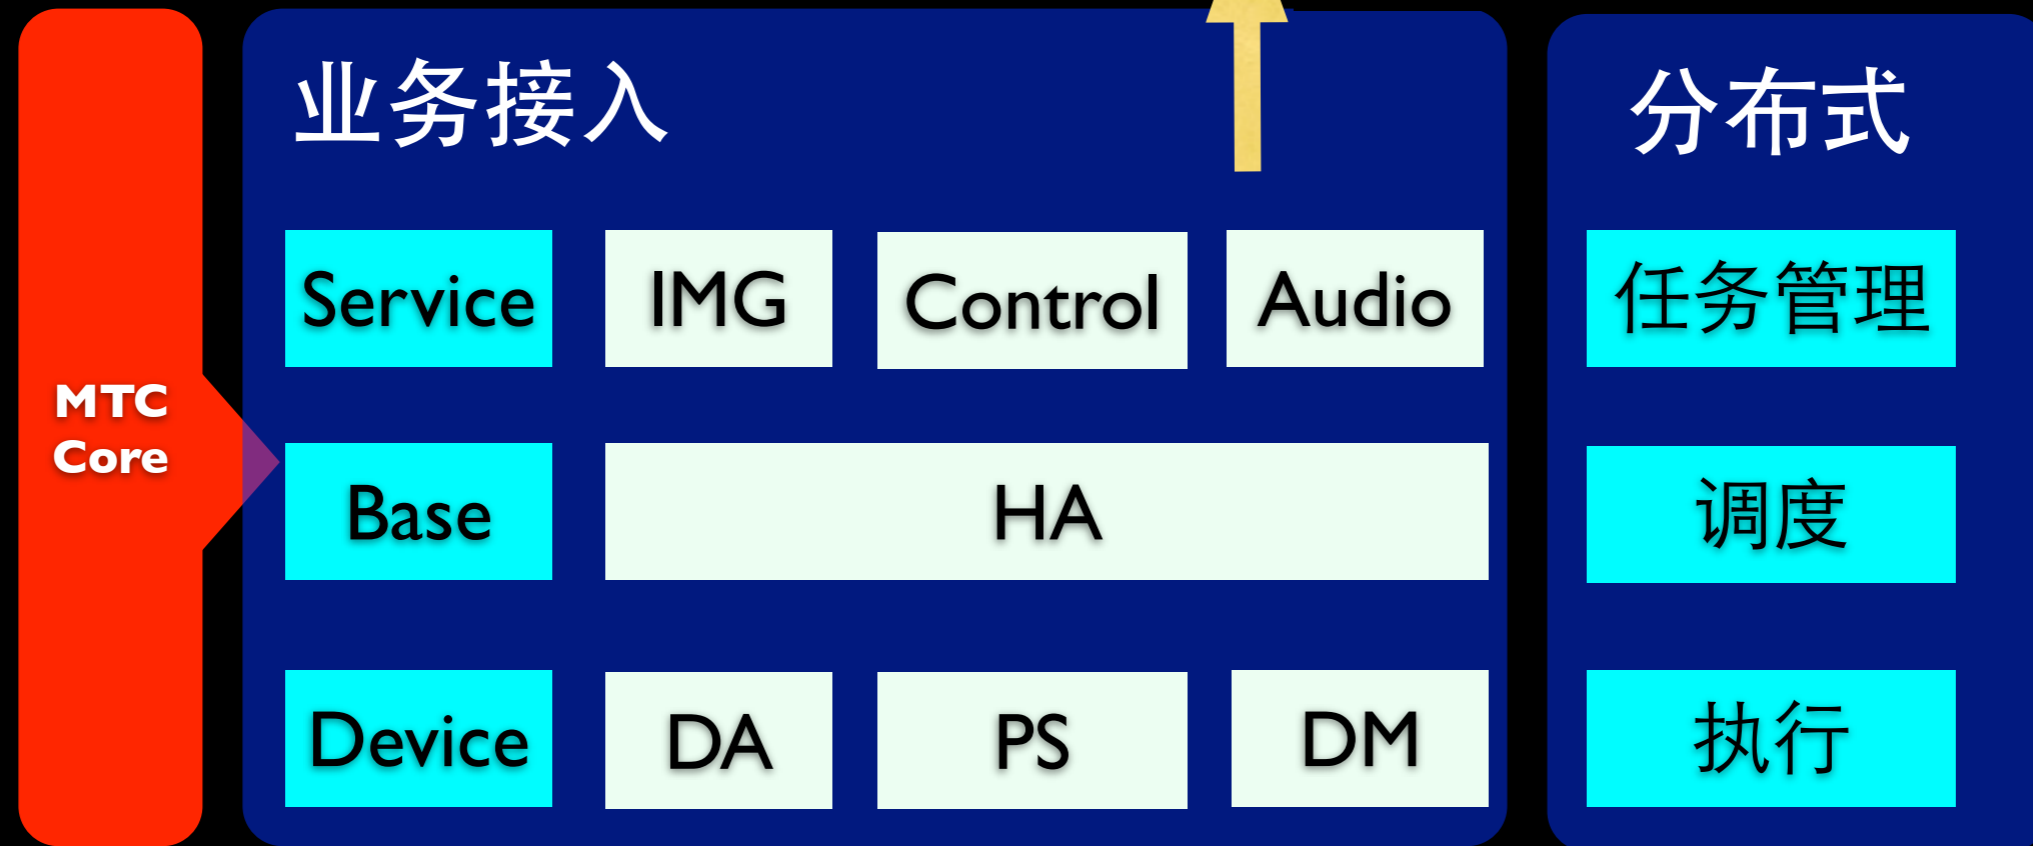 MTC
Core
业务接入
Service
IMG
Control
Audio
Base
HA
Device
DA
PS
DM
分布式
任务管理
调度
执行